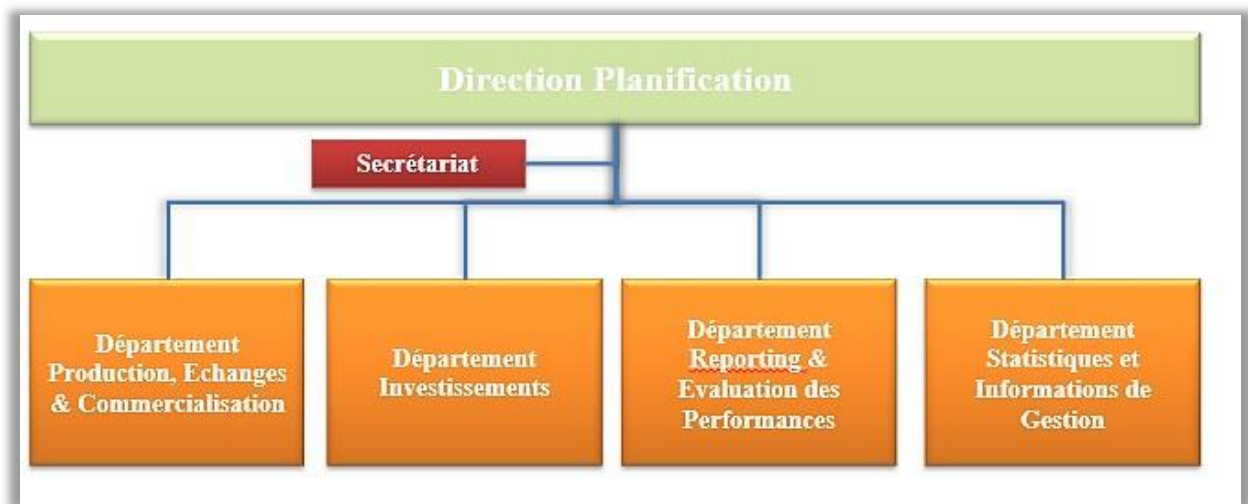 Direction Planification
Secrétariat
Département
Production, Echanges
& Commercialisation
Département
Investissements
Département
Reporting &
Evaluation des
Performances
Département
Statistiques et
Informations de
Gestion